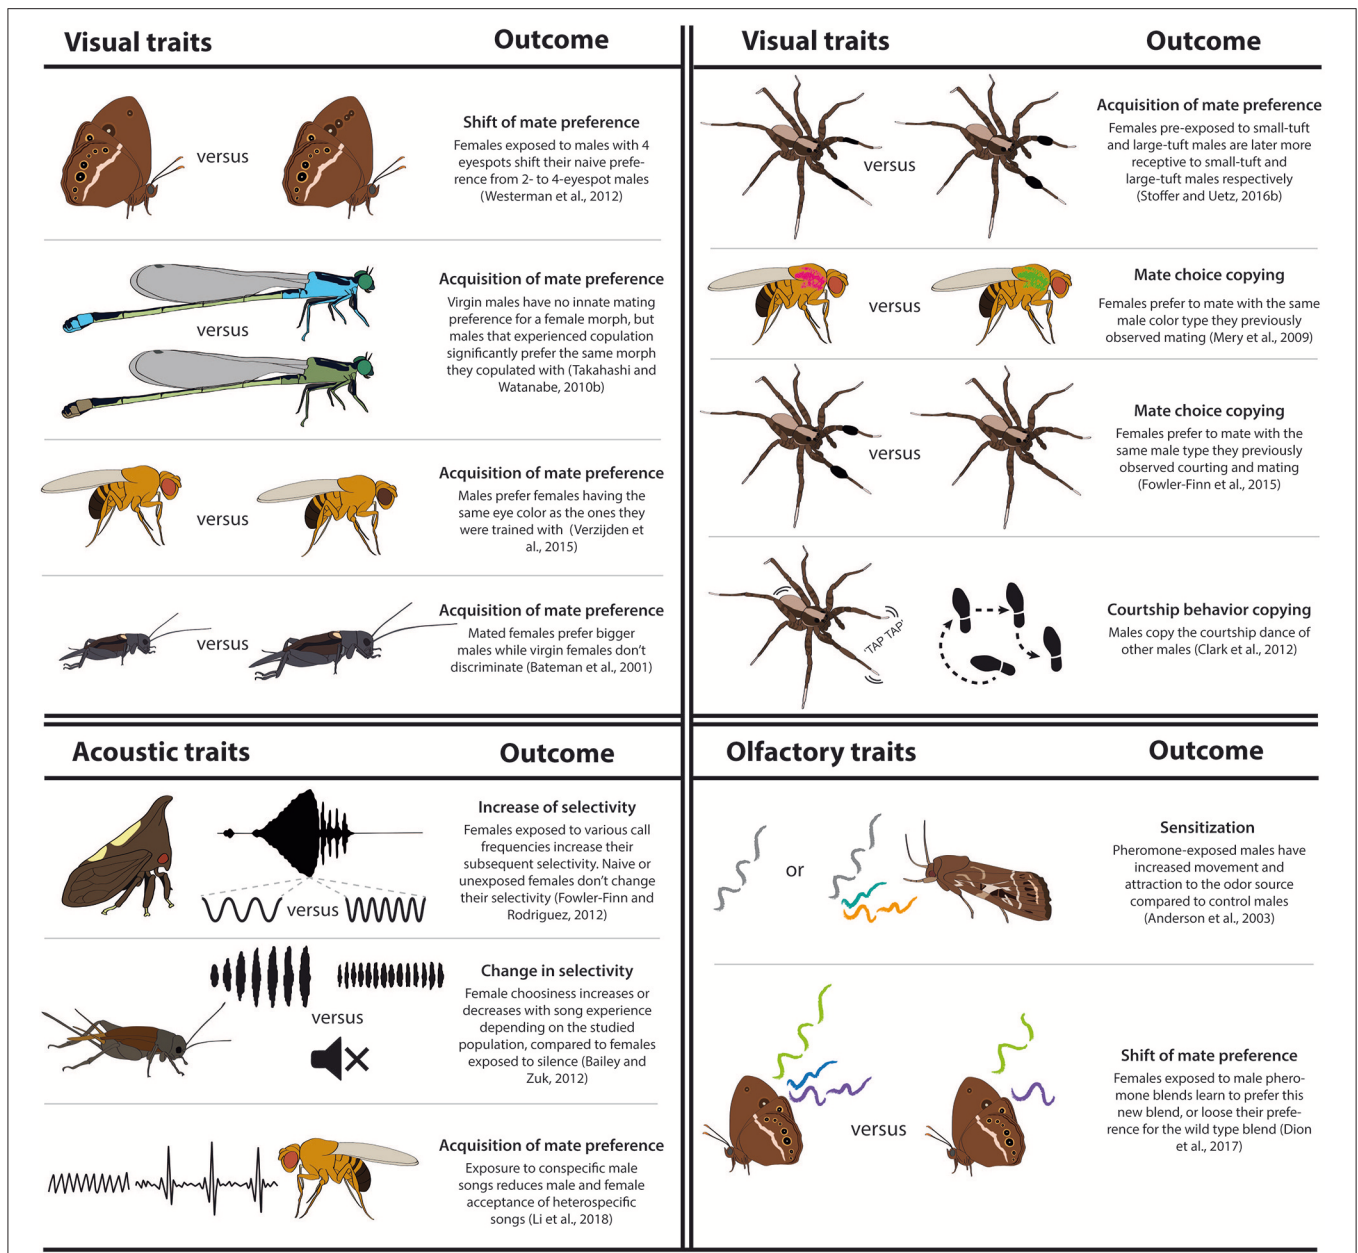 Visual traits
Outcome
versus
Shift of mate preference
Females exposed to males with 4
eyespots shift their naive prefe-
rence from 2- to 4-eyespot males
(Westerman et al., 2012)
versus
Acquisition of mate preference
Virgin males have no innate mating
preference for a female morph, but
males that experienced copulation
significantly prefer the same morph
they copulated with (Takahashi and
Watanabe, 2010b)
versus
Acquisition of mate preference
Males prefer females having the
same eye color as the ones they
were trained with (Verzijden et
al., 2015)
versus
Acquisition of mate preference
Mated females prefer bigger
males while virgin females don't
discriminate (Bateman et al., 2001)
Visual traits
Outcome
versus
Acquisition of mate preference
Females pre-exposed to small-tuft
and large-tuft males are later more
receptive to small-tuft and
large-tuft males respectively
(Stoffer and Uetz, 2016b)
versus
Mate choice copying
Females prefer to mate with the same
male color type they previously
observed mating (Mery et al., 2009)
versus
Mate choice copying
Females prefer to mate with the
same male type they previously
observed courting and mating
(Fowler-Finn et al., 2015)
'TAP TAP'
Courtship behavior copying
Males copy the courtship dance of
other males (Clark et al., 2012)
Acoustic traits
Outcome
versus
Increase of selectivity
Females exposed to various call
frequencies increase their
subsequent selectivity. Naive or
unexposed females don't change
their selectivity (Fowler-Finn and
Rodriguez, 2012)
versus
Change in selectivity
Female choosiness increases or
decreases with song experience
depending on the studied
population, compared to females
exposed to silence (Bailey and
Zuk, 2012)
Acquisition of mate preference
Exposure to conspecific male
songs reduces male and female
acceptance of heterospecific
songs (Li et al., 2018)
Olfactory traits
Outcome
or
Sensitization
Pheromone-exposed males have
increased movement and
attraction to the odor source
compared to control males
(Anderson et al., 2003)
versus
Shift of mate preference
Females exposed to male phero-
mone blends learn to prefer this
new blend, or loose their prefe-
rence for the wild type blend (Dion
et al., 2017)